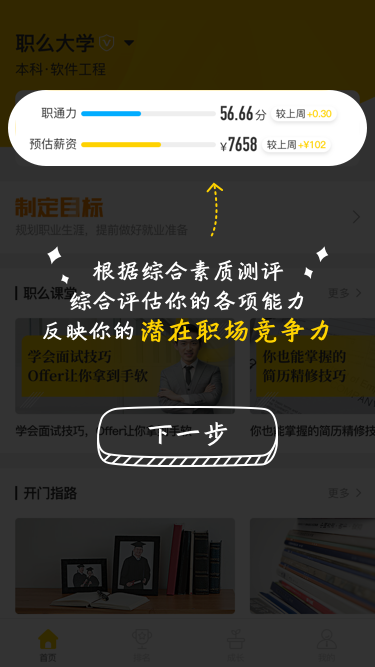 职么大学
本科·软件工程
职通力 56.66分 较上周+0.30
预估薪资 ¥7658 较上周+¥102
制定目标
规划职业生涯，提前做好就业准备
根据综合素质测评
职么课堂 更多
综合评估你的各项能力
反映你的潜在职场竞争力
学会面试技巧
Offer让你拿到手软
你也能掌握的
简历精修技巧
下一步
学会面试技巧，Offer让你拿到手软
你也能掌握的简历精修技
开门指路 更多
首页